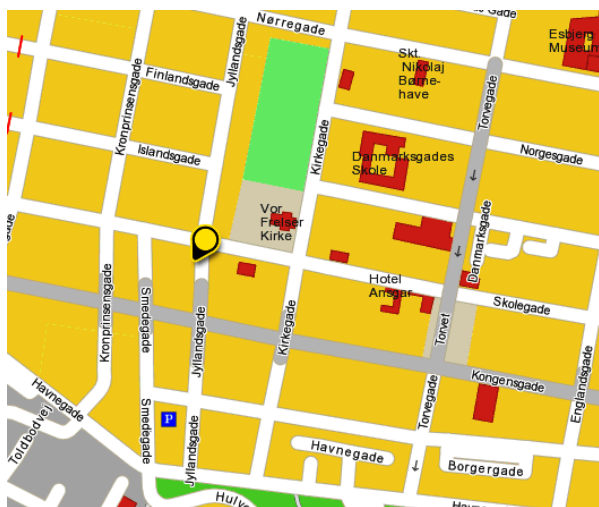 Gade
Nørregade
Esbjerg
Museum
Skt.
Nikolaj
Børne-
have
Jyllandsgade
Finlandsgade
Kronprinsensgade
Torvegade
Islandsgade
Kirkegade
Norgesgade
Danmarksgades
Skole
Vor
Frelser
Kirke
Danmarksgade
Hotel
Ansgar
Skolegade
Kronprinsensgade
Smedegade
Jyllandsgade
Kirkegade
Torvet
Kongensgade
Englandsgade
Havnegade
Toldbodvej
Smedegade
P
Jyllandsgade
Torvegade
Havnegade
Borgergade